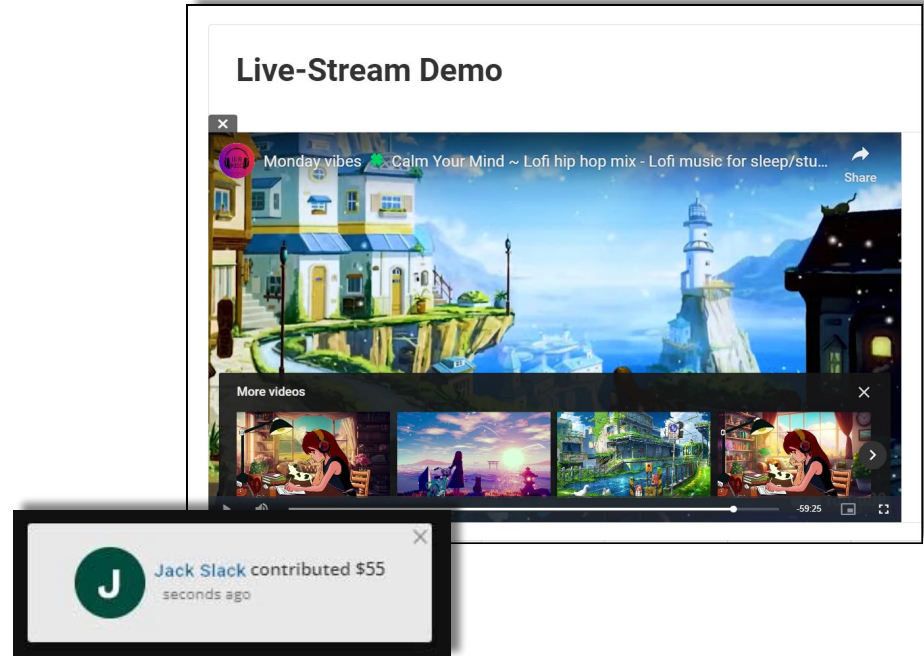 Live-Stream Demo
Monday vibes 🍀 Calm Your Mind ~ Lofi hip hop mix - Lofi music for sleep/stu...
Share
More videos
-59:25
J
Jack Slack contributed $55
seconds ago